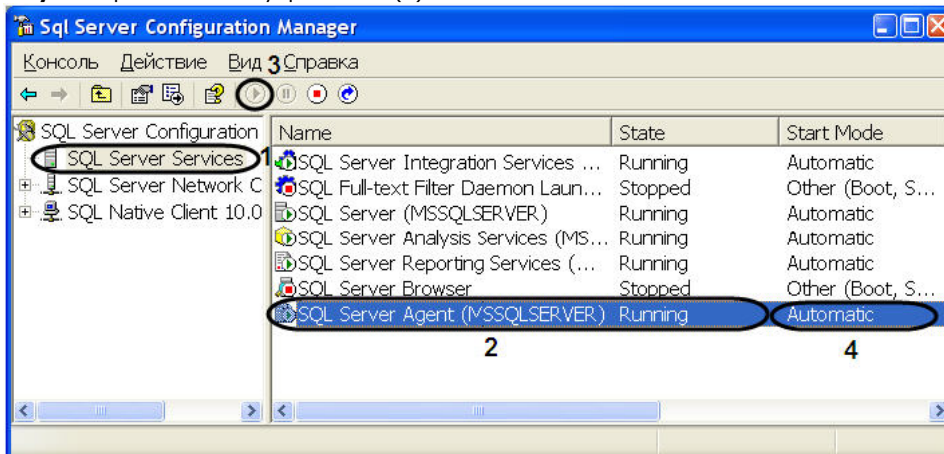 Sql Server Configuration Manager
Консоль Действие Вид 3 Справка
SQL Server Configuration
SQL Server Services 1
SQL Server Network C
SQL Native Client 10.0
Name State Start Mode
SQL Server Integration Services ... Running Automatic
SQL Full-text Filter Daemon Laun... Stopped Other (Boot, S...
SQL Server (MSSQLSERVER) Running Automatic
SQL Server Analysis Services (MS... Running Automatic
SQL Server Reporting Services (... Running Automatic
SQL Server Browser Stopped Other (Boot, S...
SQL Server Agent (MSSQLSERVER) Running Automatic
2 4